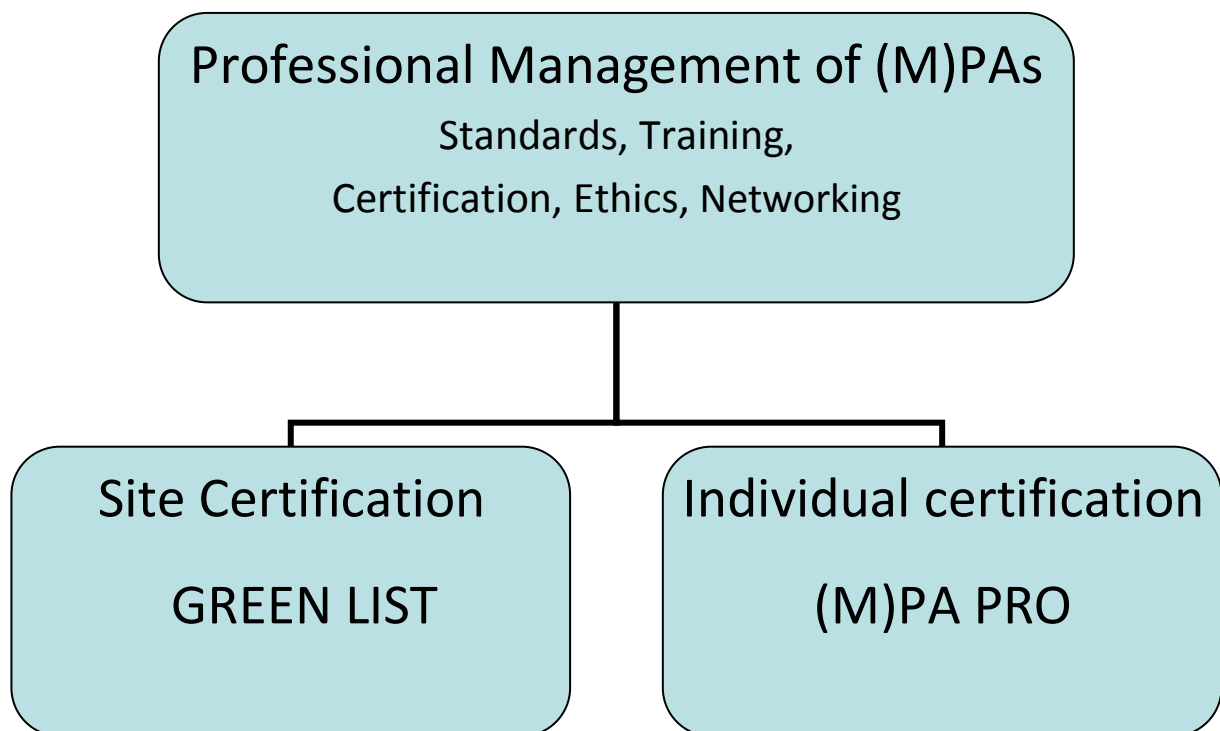 Professional Management of (M)PAs
Standards, Training,
Certification, Ethics, Networking
Site Certification
GREEN LIST
Individual certification
(M)PA PRO